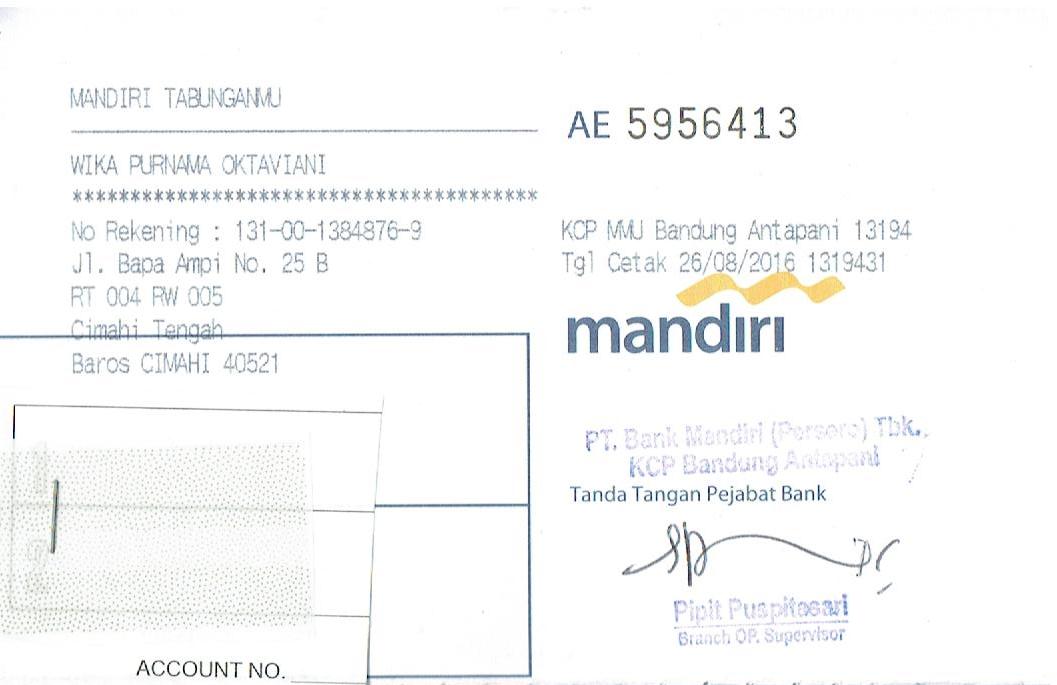 MANDIRI TABUNGANMU
WIKA PURNAMA OKTAVIANI
****************************************
No Rekening : 131-00-1384876-9
Jl. Bapa Ampi No. 25 B
RT 004 RW 005
Cimahi Tengah
Baros CIMAHI 40521
ACCOUNT NO.
AE 5956413
KCP MMU Bandung Antapani 13194
Tgl Cetak 26/08/2016 1319431
mandırı
PT. Bank Mandiri (Persero) Tbk.,
KCP Bandung Antapani
Tanda Tangan Pejabat Bank
Pipit Puspitasari
Branch OP. Supervisor